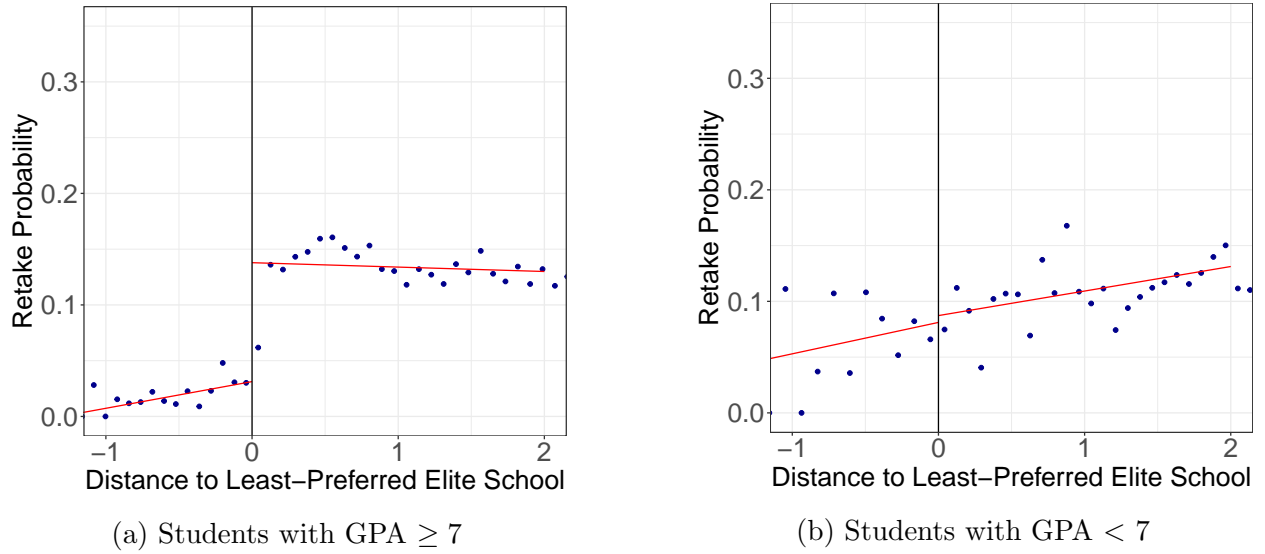 Retake Probability
0.3
0.2
0.1
0.0
−1
0
1
2
Distance to Least−Preferred Elite School
(a) Students with GPA ≥ 7
Retake Probability
0.3
0.2
0.1
0.0
−1
0
1
2
Distance to Least−Preferred Elite School
(b) Students with GPA < 7